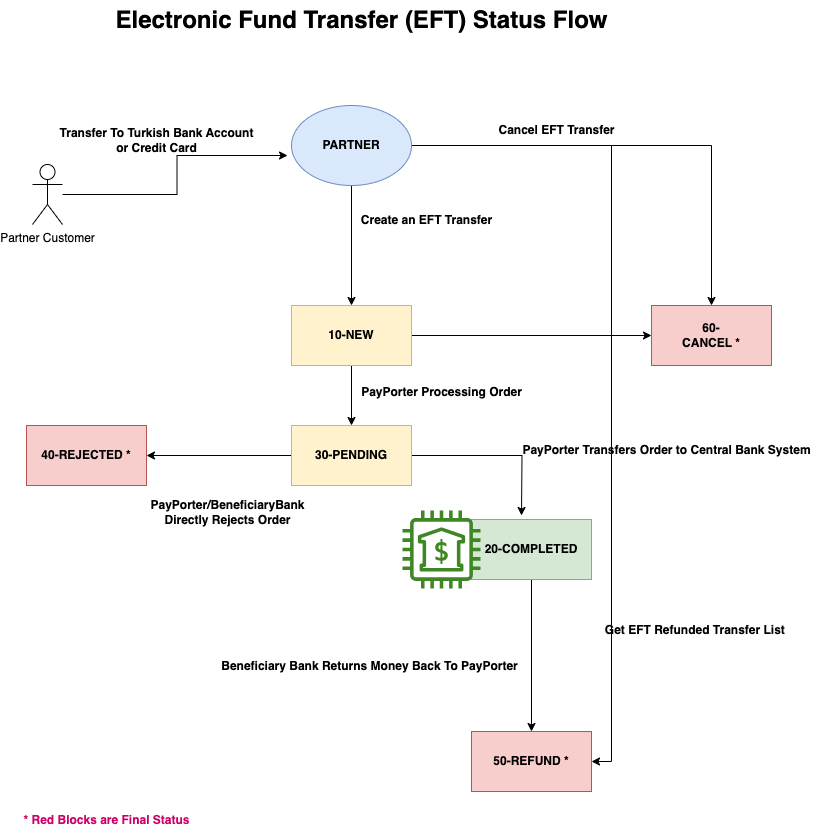 Electronic Fund Transfer (EFT) Status Flow
Transfer To Turkish Bank Account
or Credit Card
PARTNER
Cancel EFT Transfer
Partner Customer
Create an EFT Transfer
10-NEW
60-
CANCEL *
PayPorter Processing Order
40-REJECTED *
30-PENDING
PayPorter Transfers Order to Central Bank System
PayPorter/BeneficiaryBank
Directly Rejects Order
$
20-COMPLETED
Get EFT Refunded Transfer List
Beneficiary Bank Returns Money Back To PayPorter
50-REFUND *
* Red Blocks are Final Status